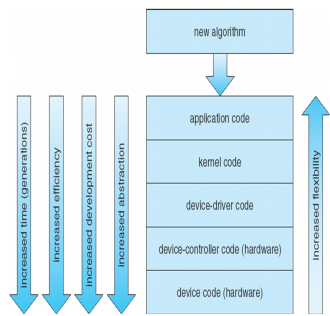 new algorithm
application code
kernel code
device-driver code
device-controller code (hardware)
device code (hardware)
increased time (generations)
increased efficiency
increased development cost
increased abstraction
increased flexibility